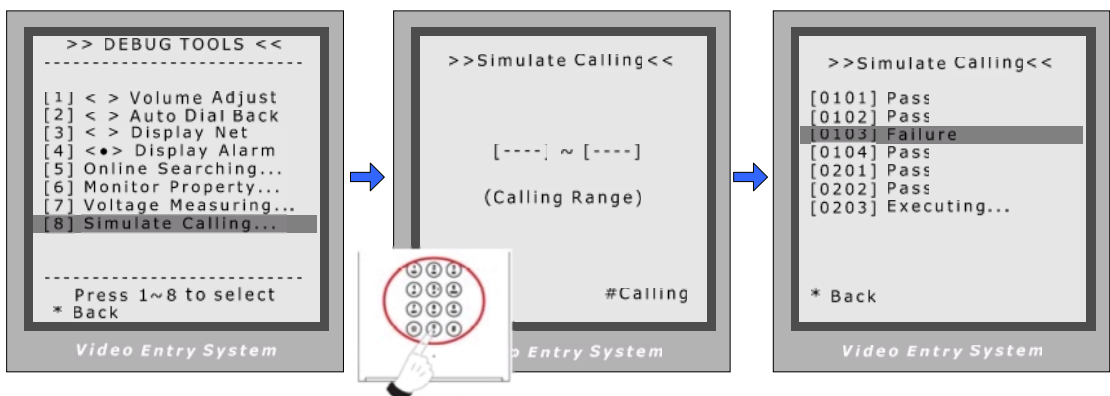 >> DEBUG TOOLS <<
----------------------------
[1] < > Volume Adjust
[2] < > Auto Dial Back
[3] < > Display Net
[4] <•> Display Alarm
[5] Online Searching...
[6] Monitor Property...
[7] Voltage Measuring...
[8] Simulate Calling...
----------------------------
Press 1~8 to select
* Back
Video Entry System
>>Simulate Calling<<
[----] ~ [----]
(Calling Range)
#Calling
Entry System
>>Simulate Calling<<
[0101] Pass
[0102] Pass
[0103] Failure
[0104] Pass
[0201] Pass
[0202] Pass
[0203] Executing...
* Back
Video Entry System